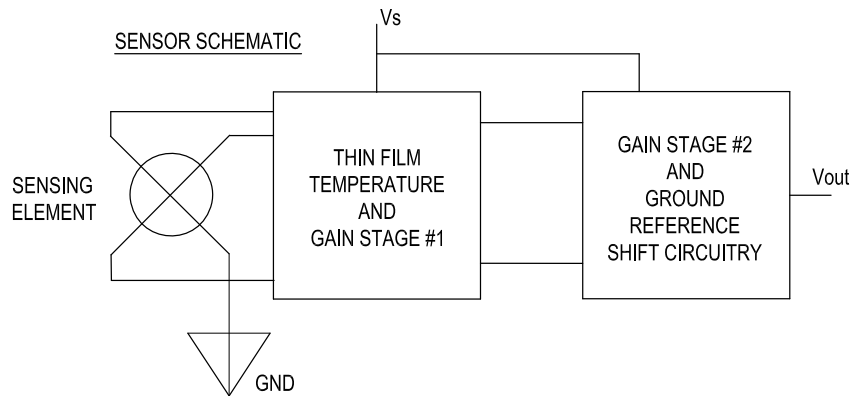 Vs
SENSOR SCHEMATIC
THIN FILM
TEMPERATURE
AND
GAIN STAGE #1
GAIN STAGE #2
AND
GROUND
REFERENCE
SHIFT CIRCUITRY
Vout
SENSING
ELEMENT
GND